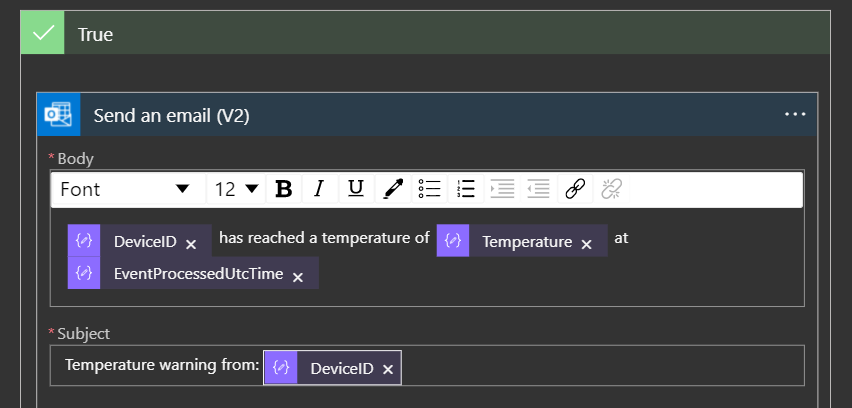 True
Send an email (V2)
* Body
Font 12 B I U
DeviceID × has reached a temperature of Temperature × at
EventProcessedUtcTime ×
* Subject
Temperature warning from: DeviceID ×